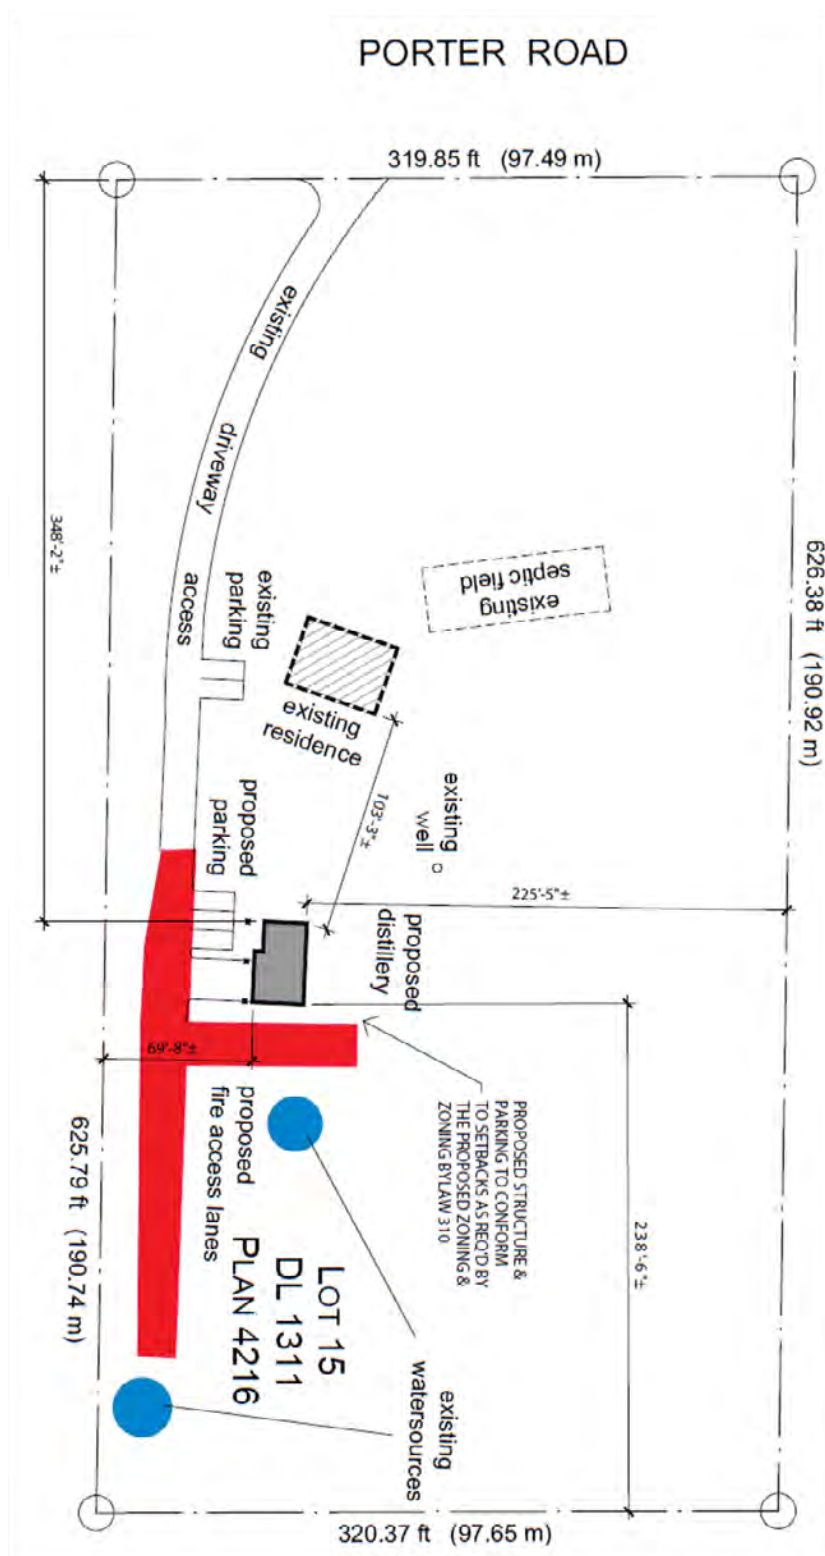 PORTER ROAD
319.85 ft (97.49 m)
existing
driveway
access
348'-2"±
existing
parking
existing
septic field
626.38 ft (190.92 m)
existing
residence
103'-3"±
existing
well
proposed
parking
225'-5"±
proposed
distillery
69'-8"±
proposed
fire access lanes
PROPOSED STRUCTURE &
PARKING TO CONFORM
TO SETBACKS AS REQ'D BY
THE PROPOSED ZONING &
ZONING BYLAW 310
238'-6"±
625.79 ft (190.74 m)
LOT 15
DL 1311
PLAN 4216
existing
watersources
320.37 ft (97.65 m)